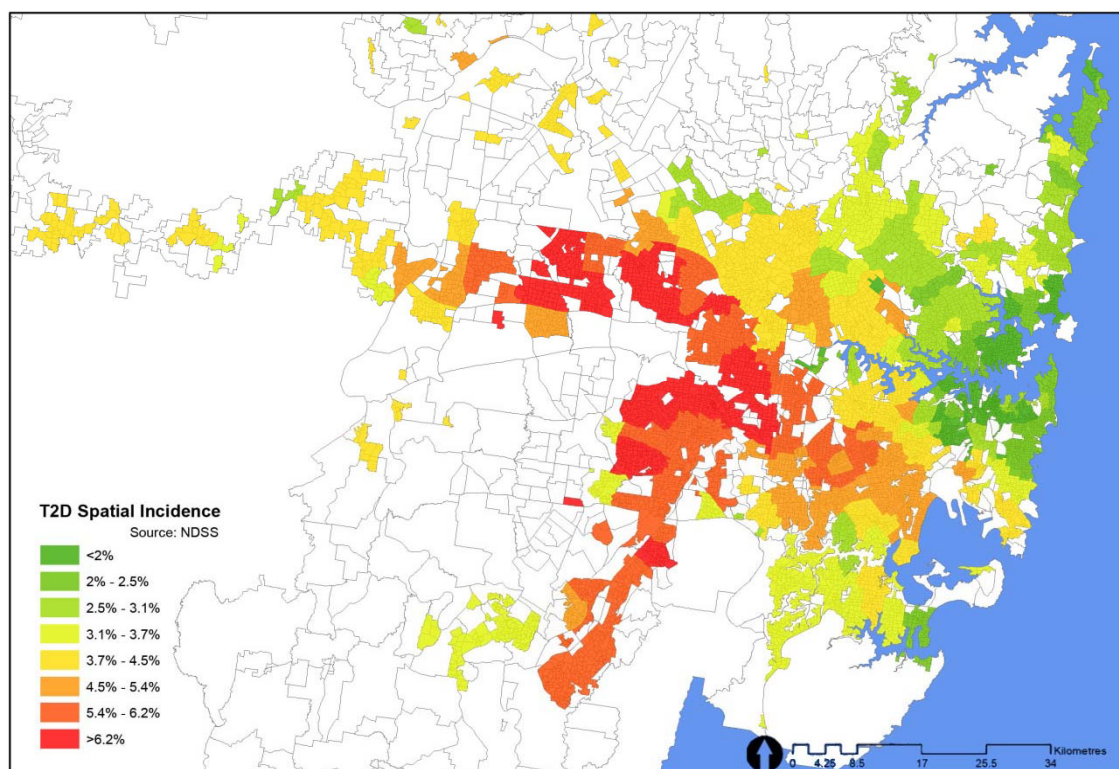 T2D Spatial Incidence
Source: NDSS
<2%
2% - 2.5%
2.5% - 3.1%
3.1% - 3.7%
3.7% - 4.5%
4.5% - 5.4%
5.4% - 6.2%
>6.2%
Kilometres
0 4.25 8.5 17 25.5 34